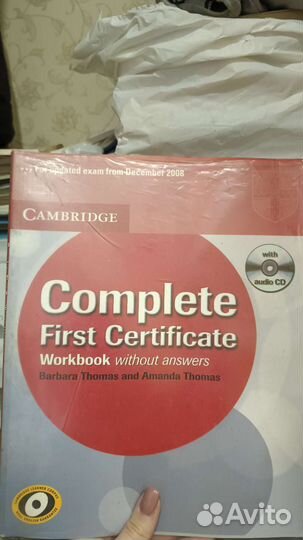 For updated exam from December 2008
CAMBRIDGE
with
audio CD
Complete
First Certificate
Workbook without answers
Barbara Thomas and Amanda Thomas
Avito